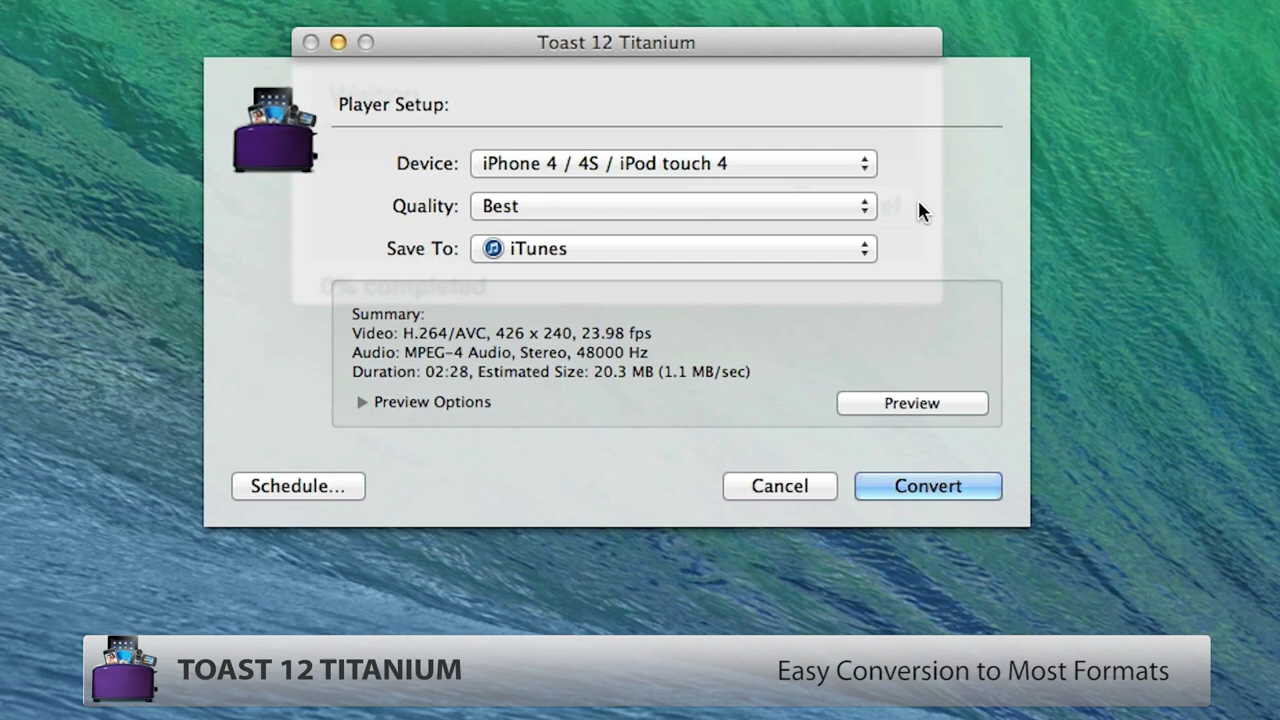 Toast 12 Titanium
Waiting
Player Setup:
Device: iPhone 4 / 4S / iPod touch 4
Quality: Best
Save To: iTunes
0% completed
Summary:
Video: H.264/AVC, 426 x 240, 23.98 fps
Audio: MPEG-4 Audio, Stereo, 48000 Hz
Duration: 02:28, Estimated Size: 20.3 MB (1.1 MB/sec)
Preview Options Preview
Schedule... Cancel Convert
TOAST 12 TITANIUM Easy Conversion to Most Formats